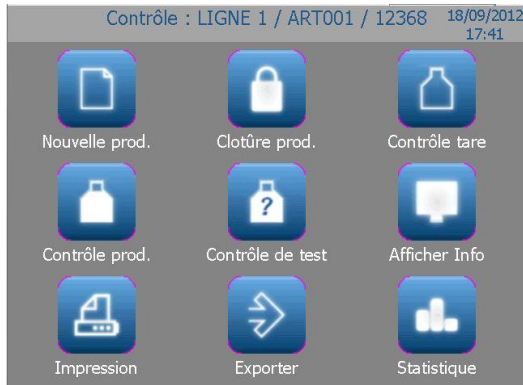 Contrôle : LIGNE 1 / ART001 / 12368 18/09/2012
17:41
Nouvelle prod. Clotûre prod. Contrôle tare
?
Contrôle prod. Contrôle de test Afficher Info
Impression Exporter Statistique